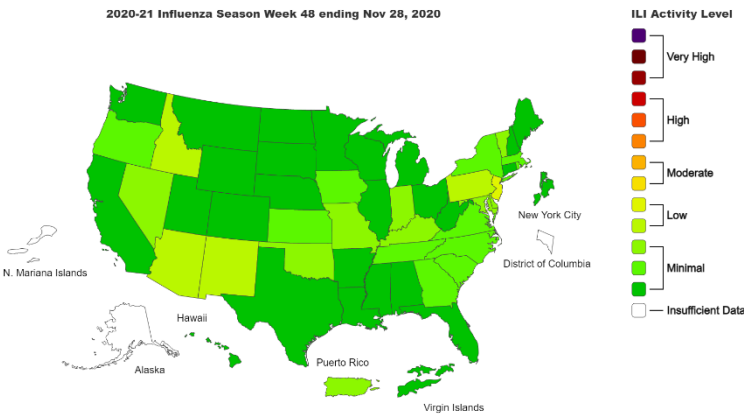 2020-21 Influenza Season Week 48 ending Nov 28, 2020
ILI Activity Level
Very High
High
Moderate
Low
Minimal
Insufficient Data
New York City
District of Columbia
N. Mariana Islands
Hawaii
Alaska
Puerto Rico
Virgin Islands